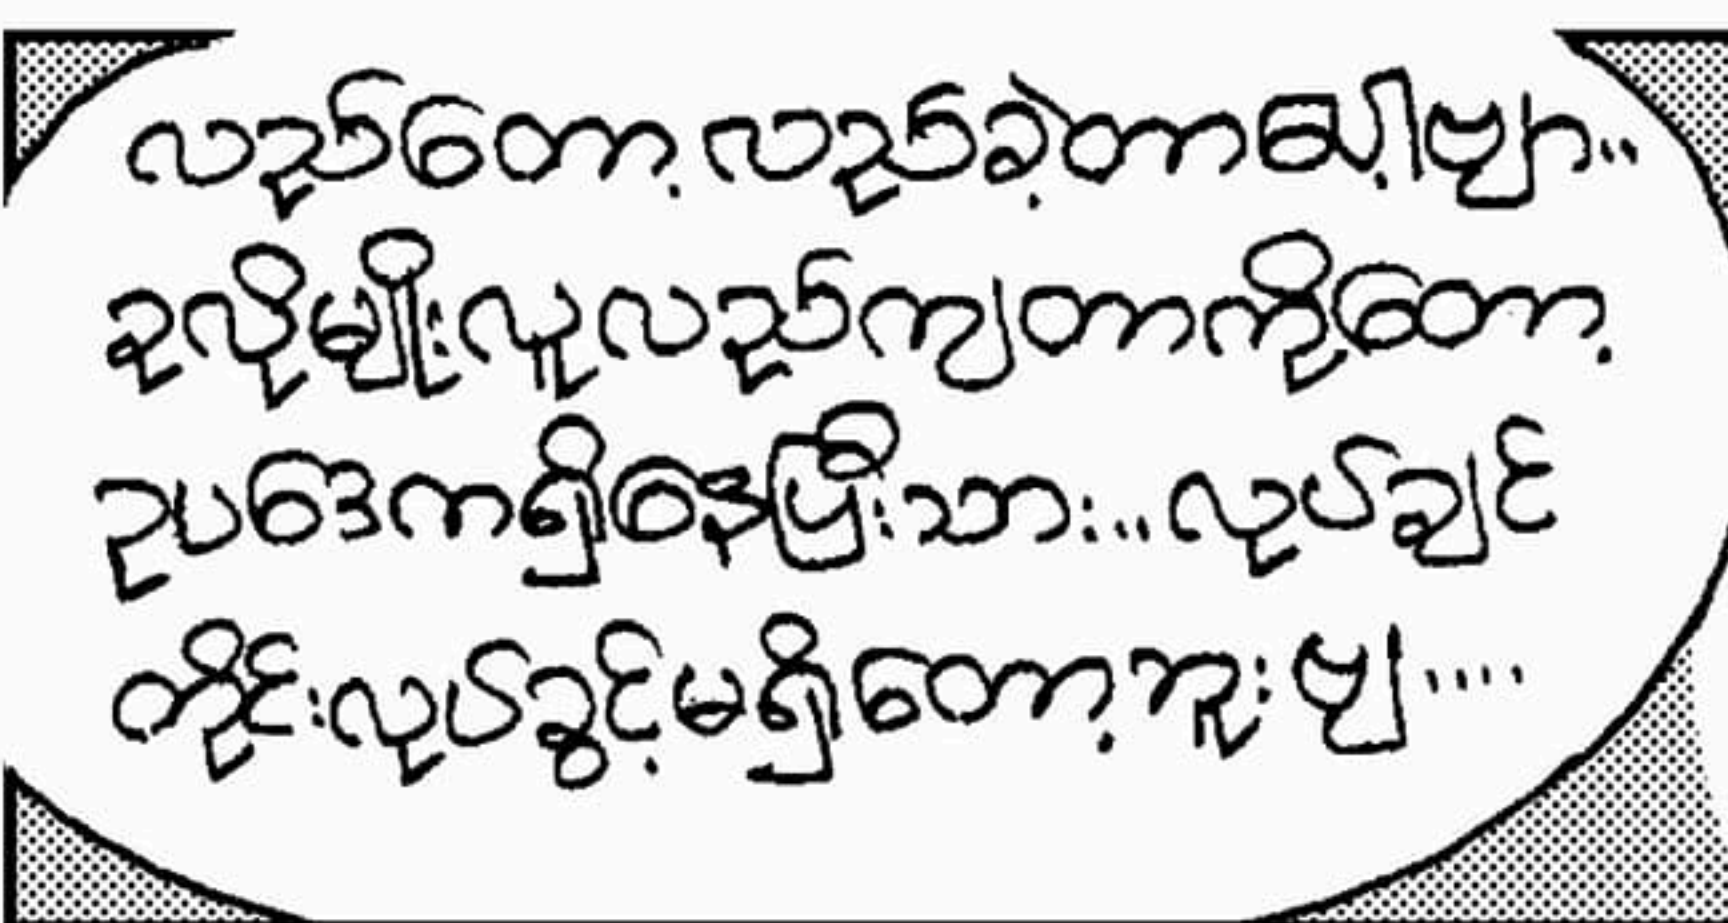 လည်တော့ လည်ခဲ့တာပေါ့ဗျာ..
ခုလိုမျိုးလူလည်ကျတာကိုတော့
ဥပဒေကရှိနေပြီးသား.. လုပ်ချင်
တိုင်းလုပ်ခွင့်မရှိတော့ဘူးဗျ....